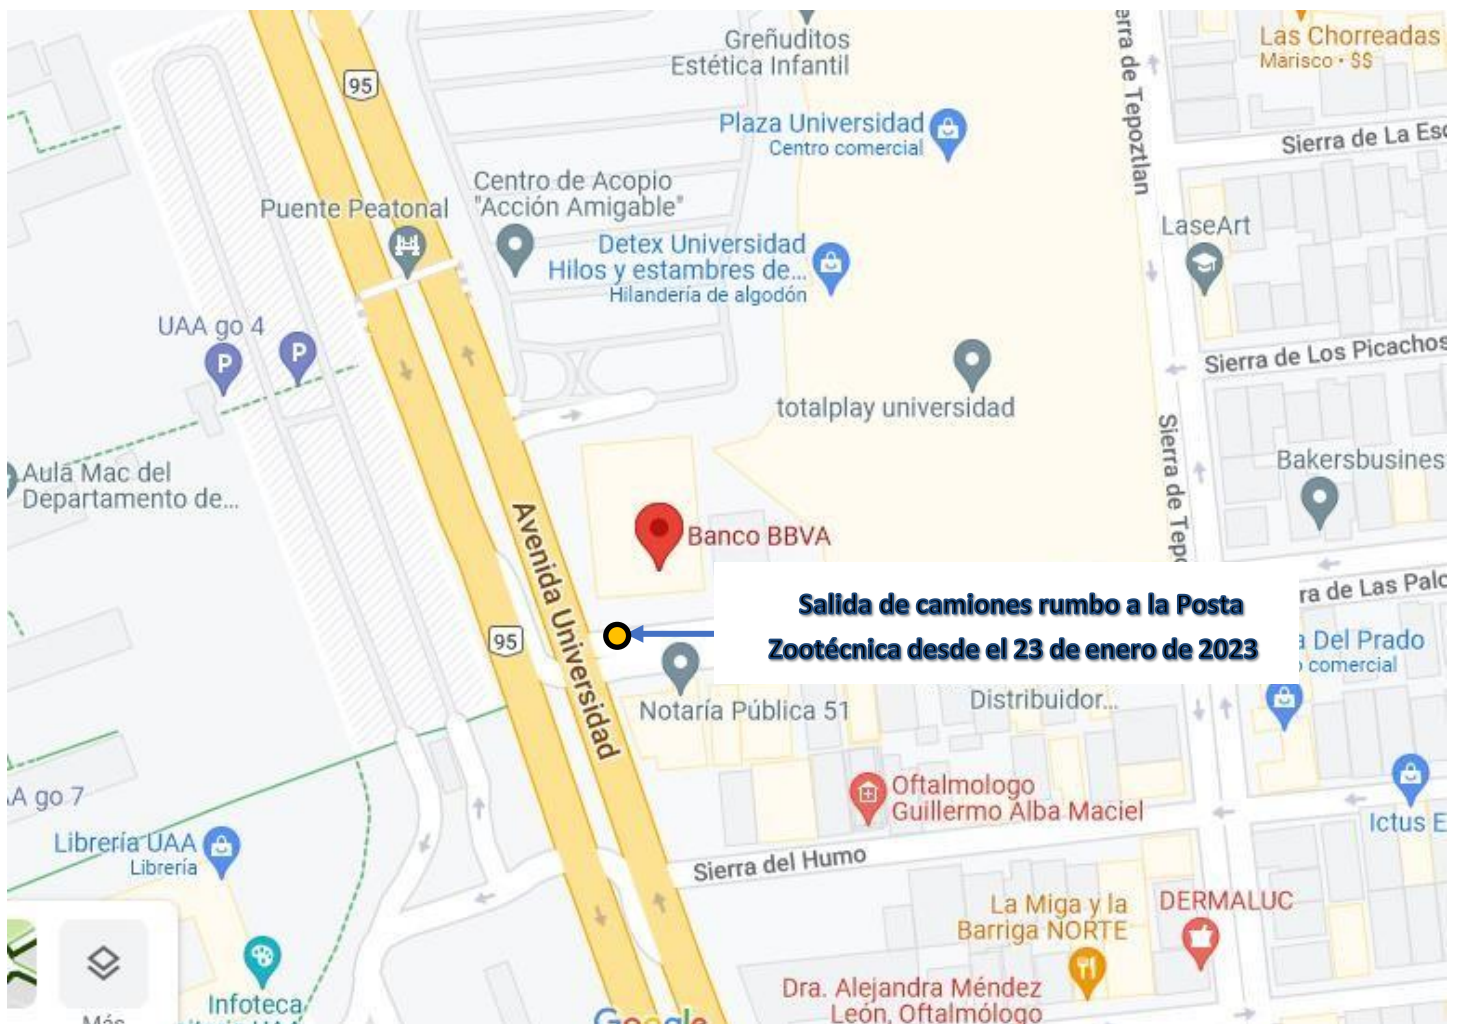 Greñuditos
Estética Infantil
Las Chorreadas
Marisco • $$
95
Sierra de Tepoztlan
Plaza Universidad
Centro comercial
Sierra de La Esc
Centro de Acopio
"Acción Amigable"
Puente Peatonal
Detex Universidad
Hilos y estambres de...
Hilandería de algodón
LaseArt
UAA go 4
P
P
Sierra de Los Picachos
totalplay universidad
Aula Mac del
Departamento de...
Sierra de Tepo
Bakersbusines
Avenida Universidad
Banco BBVA
Salida de camiones rumbo a la Posta
Zootécnica desde el 23 de enero de 2023
ra de Las Palo
95
a Del Prado
comercial
Notaría Pública 51
Distribuidor...
A go 7
Oftalmologo
Guillermo Alba Maciel
Ictus E
Librería UAA
Librería
Sierra del Humo
La Miga y la
Barriga NORTE
DERMALUC
Infoteca
Dra. Alejandra Méndez
León, Oftalmólogo
Más
Google